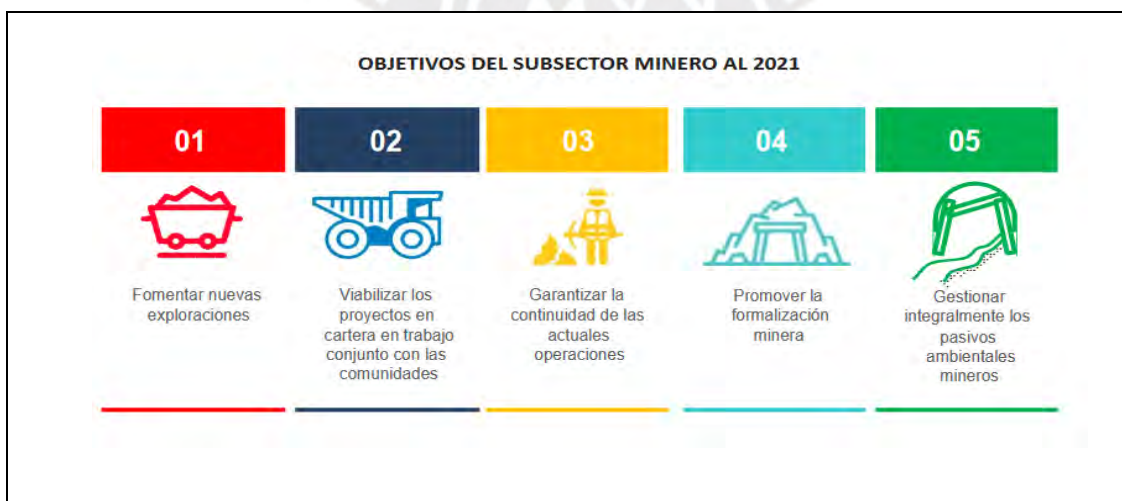 OBJETIVOS DEL SUBSECTOR MINERO AL 2021
01
Fomentar nuevas
exploraciones
02
Viabilizar los
proyectos en
cartera en trabajo
conjunto con las
comunidades
03
Garantizar la
continuidad de las
actuales
operaciones
04
Promover la
formalización
minera
05
Gestionar
integralmente los
pasivos
ambientales
mineros